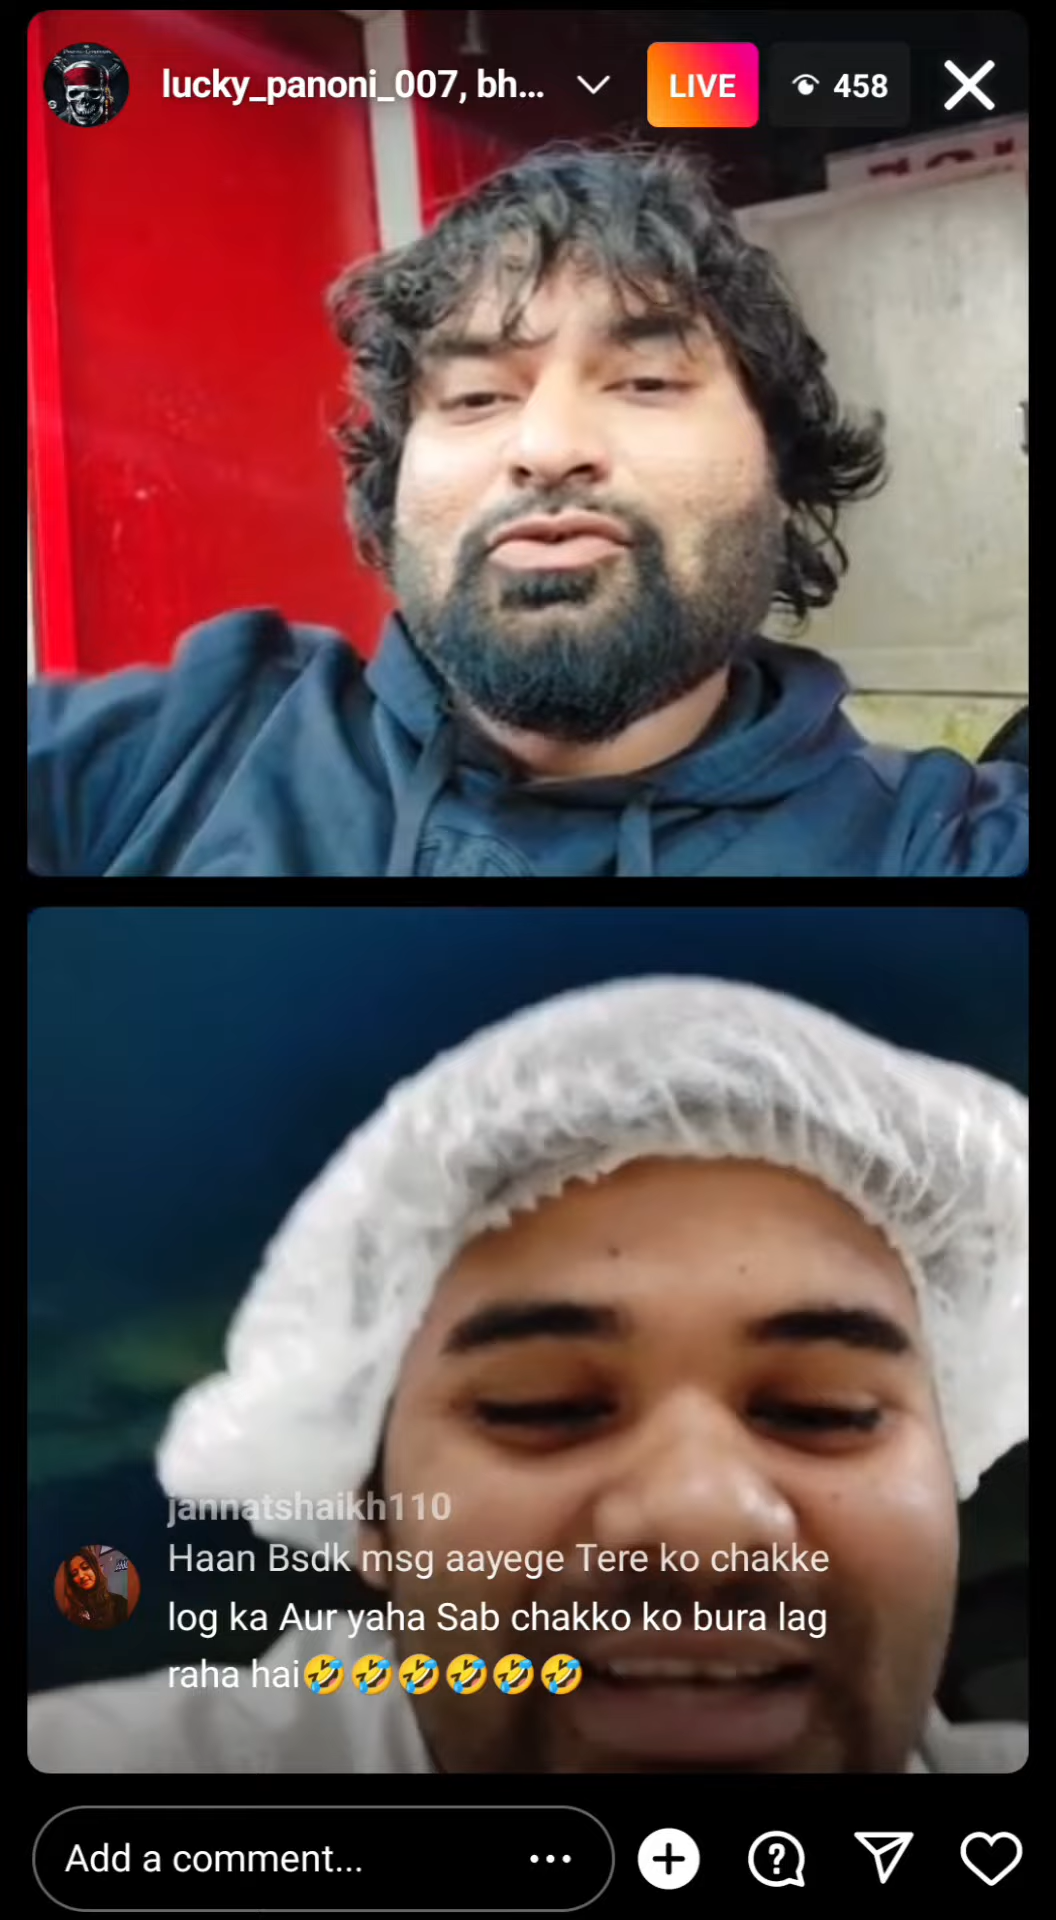 lucky_panoni_007, bh...
LIVE
458
jannatshaikh110
Haan Bsdk msg aayege Tere ko chakke
log ka Aur yaha Sab chakko ko bura lag
raha hai🤣🤣🤣🤣🤣🤣
Add a comment...